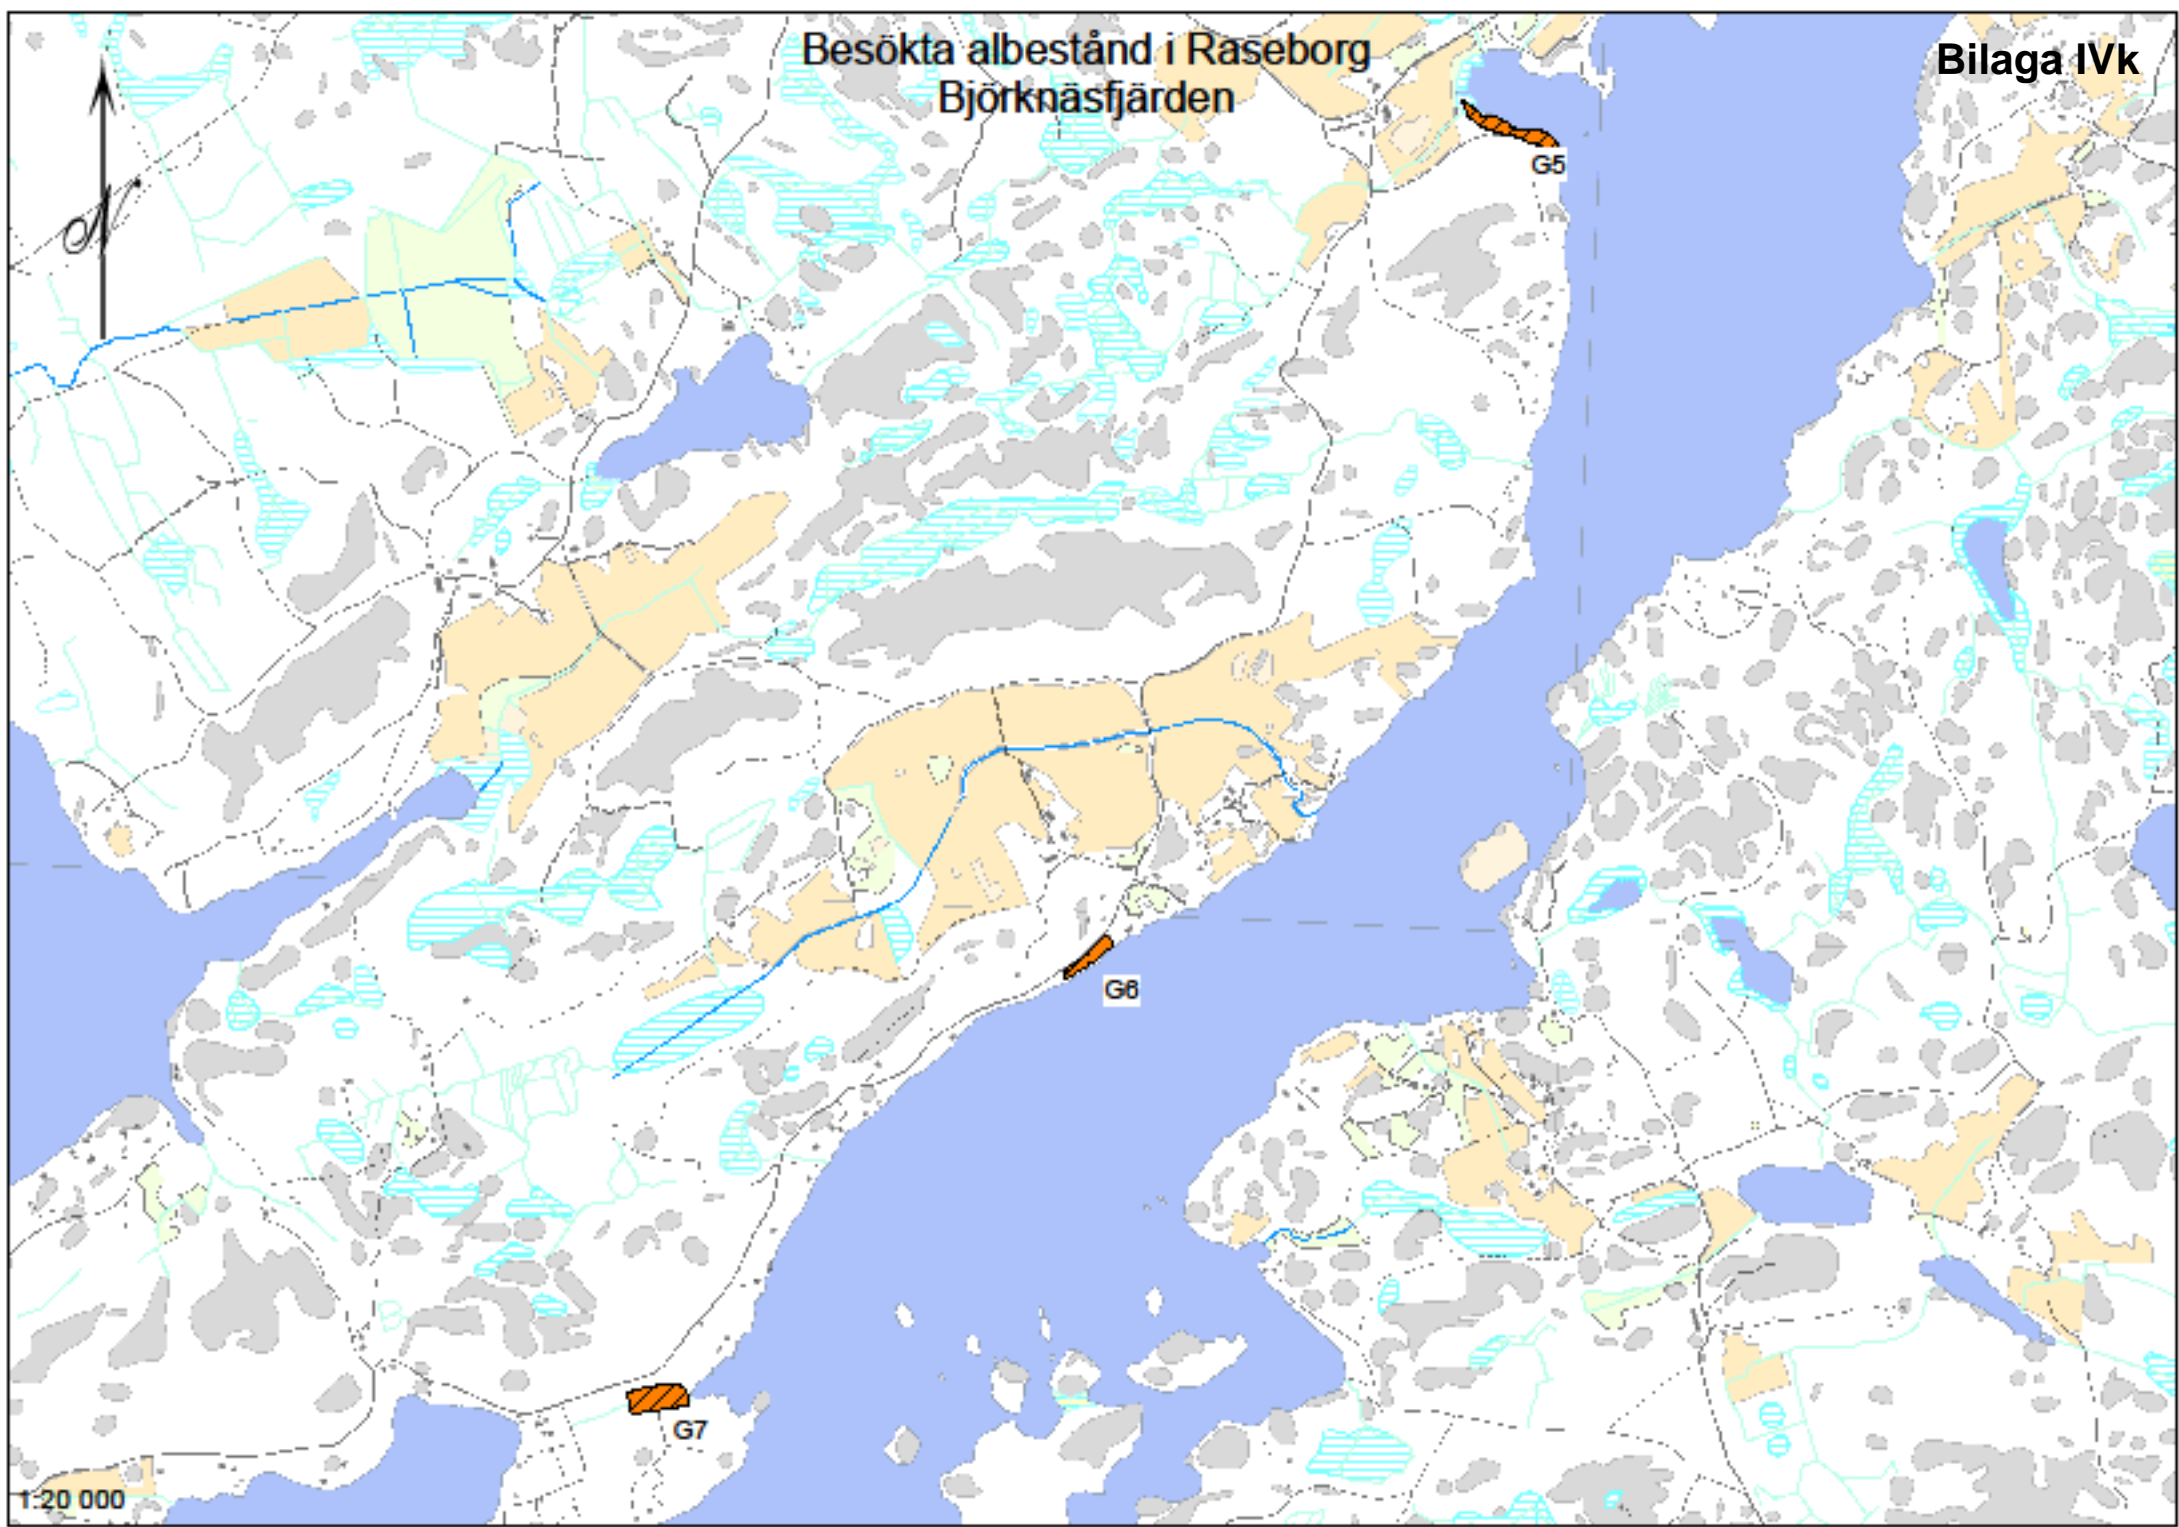 Besökta albestånd i Raseborg
Björknäsfjärden
Bilaga IVk
N
G5
G6
G7
1:20 000